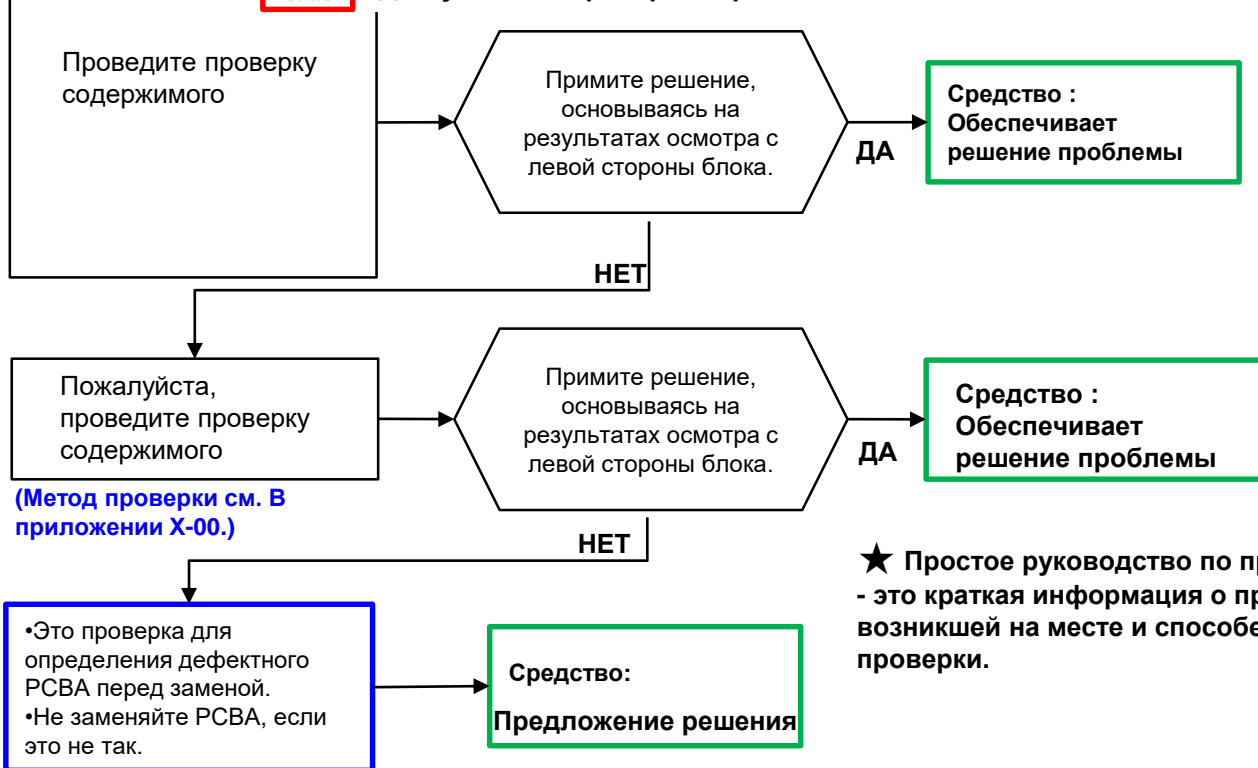 Проведите проверку
содержимого
Примите решение,
основываясь на
результатах осмотра с
левой стороны блока.
ДА
Средство :
Обеспечивает
решение проблемы
НЕТ
Пожалуйста,
проведите проверку
содержимого
(Метод проверки см. В
приложении X-00.)
Примите решение,
основываясь на
результатах осмотра с
левой стороны блока.
ДА
Средство :
Обеспечивает
решение проблемы
НЕТ
•Это проверка для
определения дефектного
PCBA перед заменой.
•Не заменяйте PCBA, если
это не так.
Средство:
Предложение решения
★ Простое руководство по
- это краткая информация о
возникшей на месте и способе
проверки.